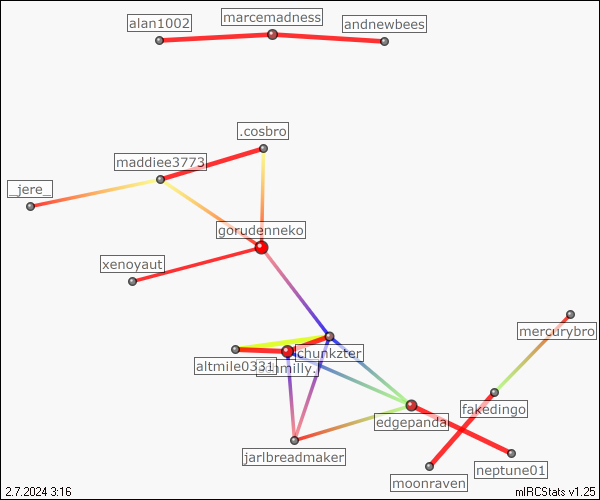 marcemadness
alan1002
andnewbees
.cosbro
maddiee3773
_jere_
gorudenneko
xenoyaut
mercurybro
chunkzter
altmile0331
fakedingo
edgepanda
jarlbreadmaker
neptune01
moonraven
2.7.2024 3:16
mIRCStats v1.25